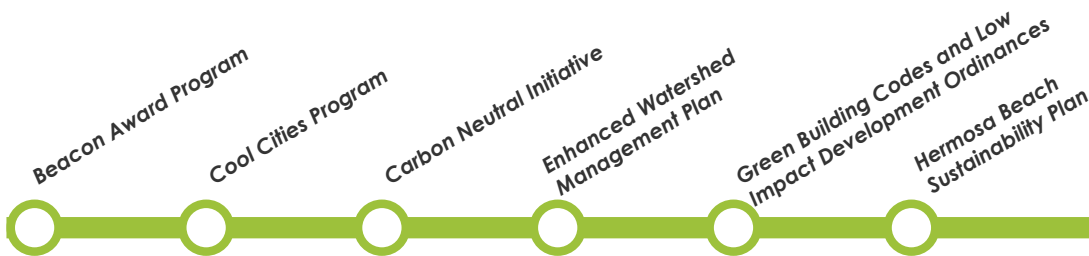 Beacon Award Program
Cool Cities Program
Carbon Neutral Initiative
Enhanced Watershed
Management Plan
Green Building Codes and Low
Impact Development Ordinances
Hermosa Beach
Sustainability Plan